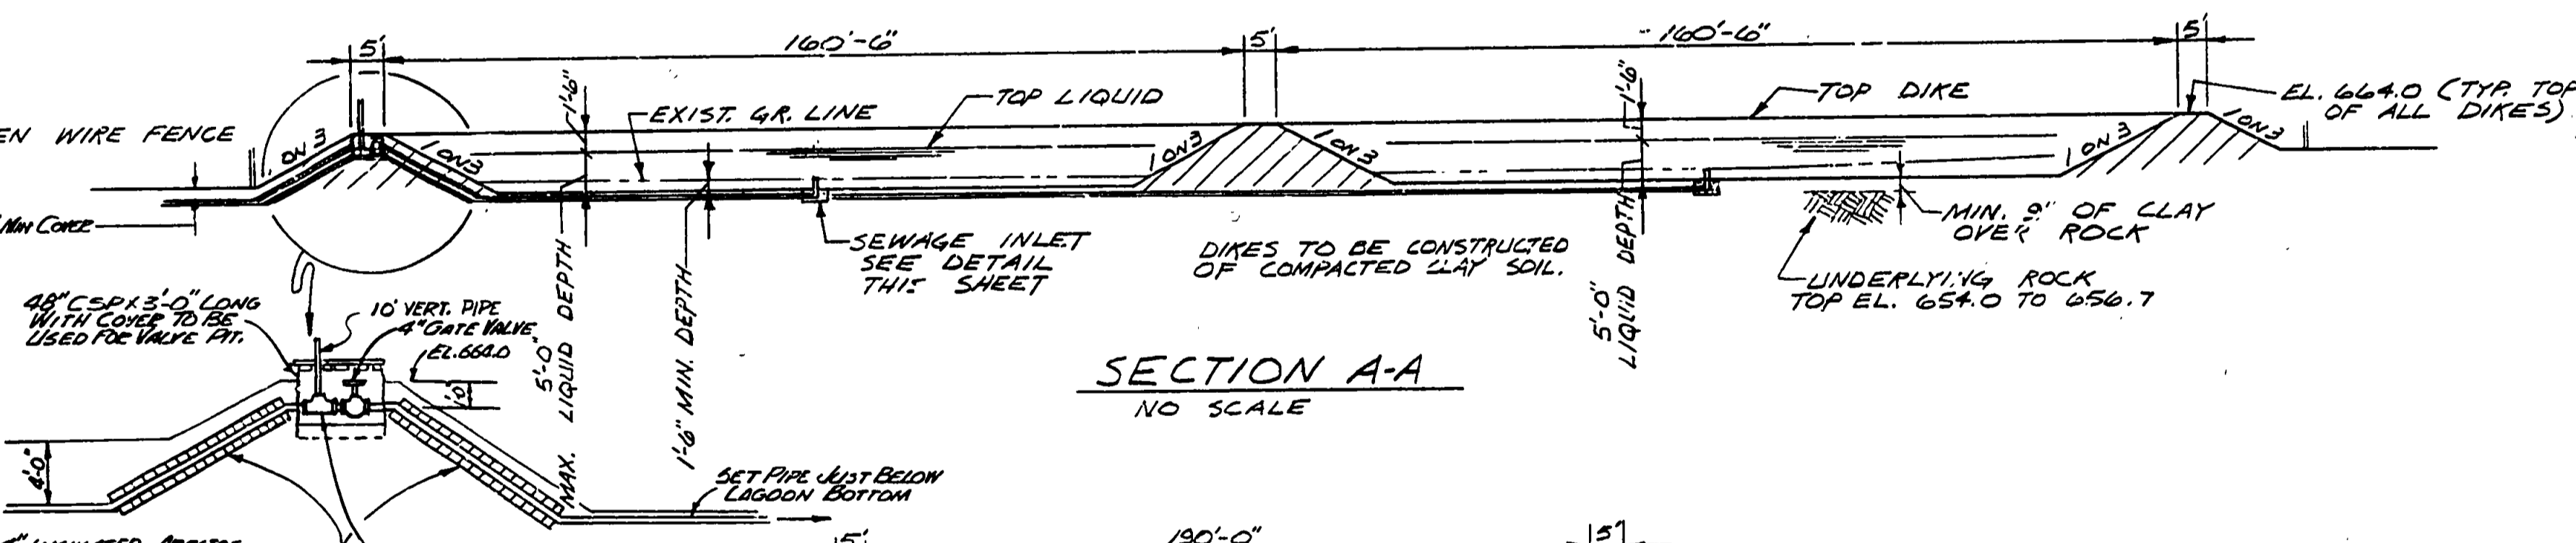 5'
160'-6"
5'
160'-6"
5'
1'-6"
EXIST. GR. LINE
TOP LIQUID
1'-6"
TOP DIKE
EL. 664.0 (TYP. TOP
OF ALL DIKES)
EN WIRE FENCE
1 ON 3
1 ON 3
1 ON 3
1 ON 3
1 ON 3
1 ON 3
MIN COVER
SEWAGE INLET
SEE DETAIL
THIS SHEET
DIKES TO BE CONSTRUCTED
OF COMPACTED CLAY SOIL.
MIN. 9" OF CLAY
OVER ROCK
UNDERLYING ROCK
TOP EL. 654.0 TO 656.7
5'-0"
MAX. LIQUID DEPTH
1'-6" MIN. DEPTH
5'-0"
LIQUID DEPTH
48" CSP X 3'-0" LONG
WITH COVER TO BE
USED FOR VALVE PIT.
10' VERT. PIPE
4" GATE VALVE
EL. 664.0
1'-0"
4'-0"
SECTION A-A
NO SCALE
SET PIPE JUST BELOW
LAGOON BOTTOM
5'
190'-0"
5'